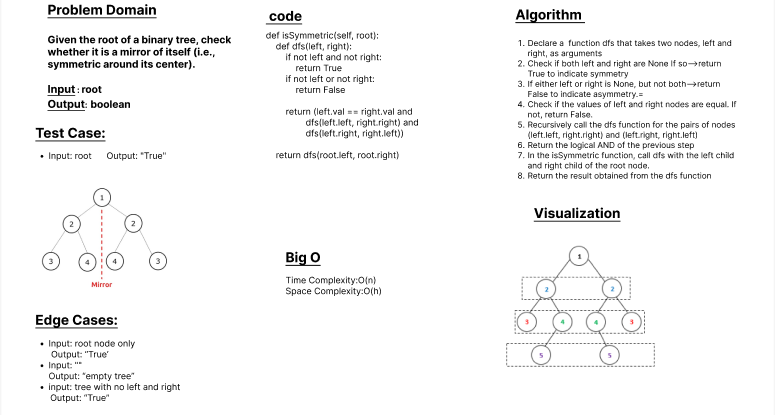 Problem Domain
Given the root of a binary tree, check
whether it is a mirror of itself (i.e.,
symmetric around its center).
Input : root
Output: boolean
Test Case:
• Input: root Output: "True"
1
2 2
3 4 4 3
Mirror
Edge Cases:
• Input: root node only
Output: "True'
• Input: ""
Output: "empty tree"
• input: tree with no left and right
Output: "True"
code
def isSymmetric(self, root):
def dfs(left, right):
if not left and not right:
return True
if not left or not right:
return False
return (left.val == right.val and
dfs(left.left, right.right) and
dfs(left.right, right.left))
return dfs(root.left, root.right)
Big O
Time Complexity:O(n)
Space Complexity:O(h)
Algorithm
1. Declare a function dfs that takes two nodes, left and
right, as arguments
2. Check if both left and right are None If so→return
True to indicate symmetry
3. If either left or right is None, but not both→return
False to indicate asymmetry.=
4. Check if the values of left and right nodes are equal. If
not, return False.
5. Recursively call the dfs function for the pairs of nodes
(left.left, right.right) and (left.right, right.left)
6. Return the logical AND of the previous step
7. In the isSymmetric function, call dfs with the left child
and right child of the root node.
8. Return the result obtained from the dfs function
Visualization
1
2 2
3 4 4 3
5 5